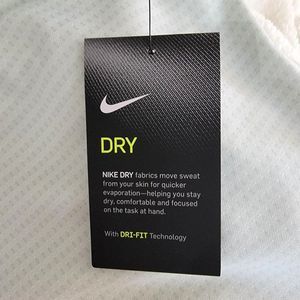 DRY
NIKE DRY fabrics move sweat
from your skin for quicker
evaporation—helping you stay
dry, comfortable and focused
on the task at hand.
With DRI-FIT Technology